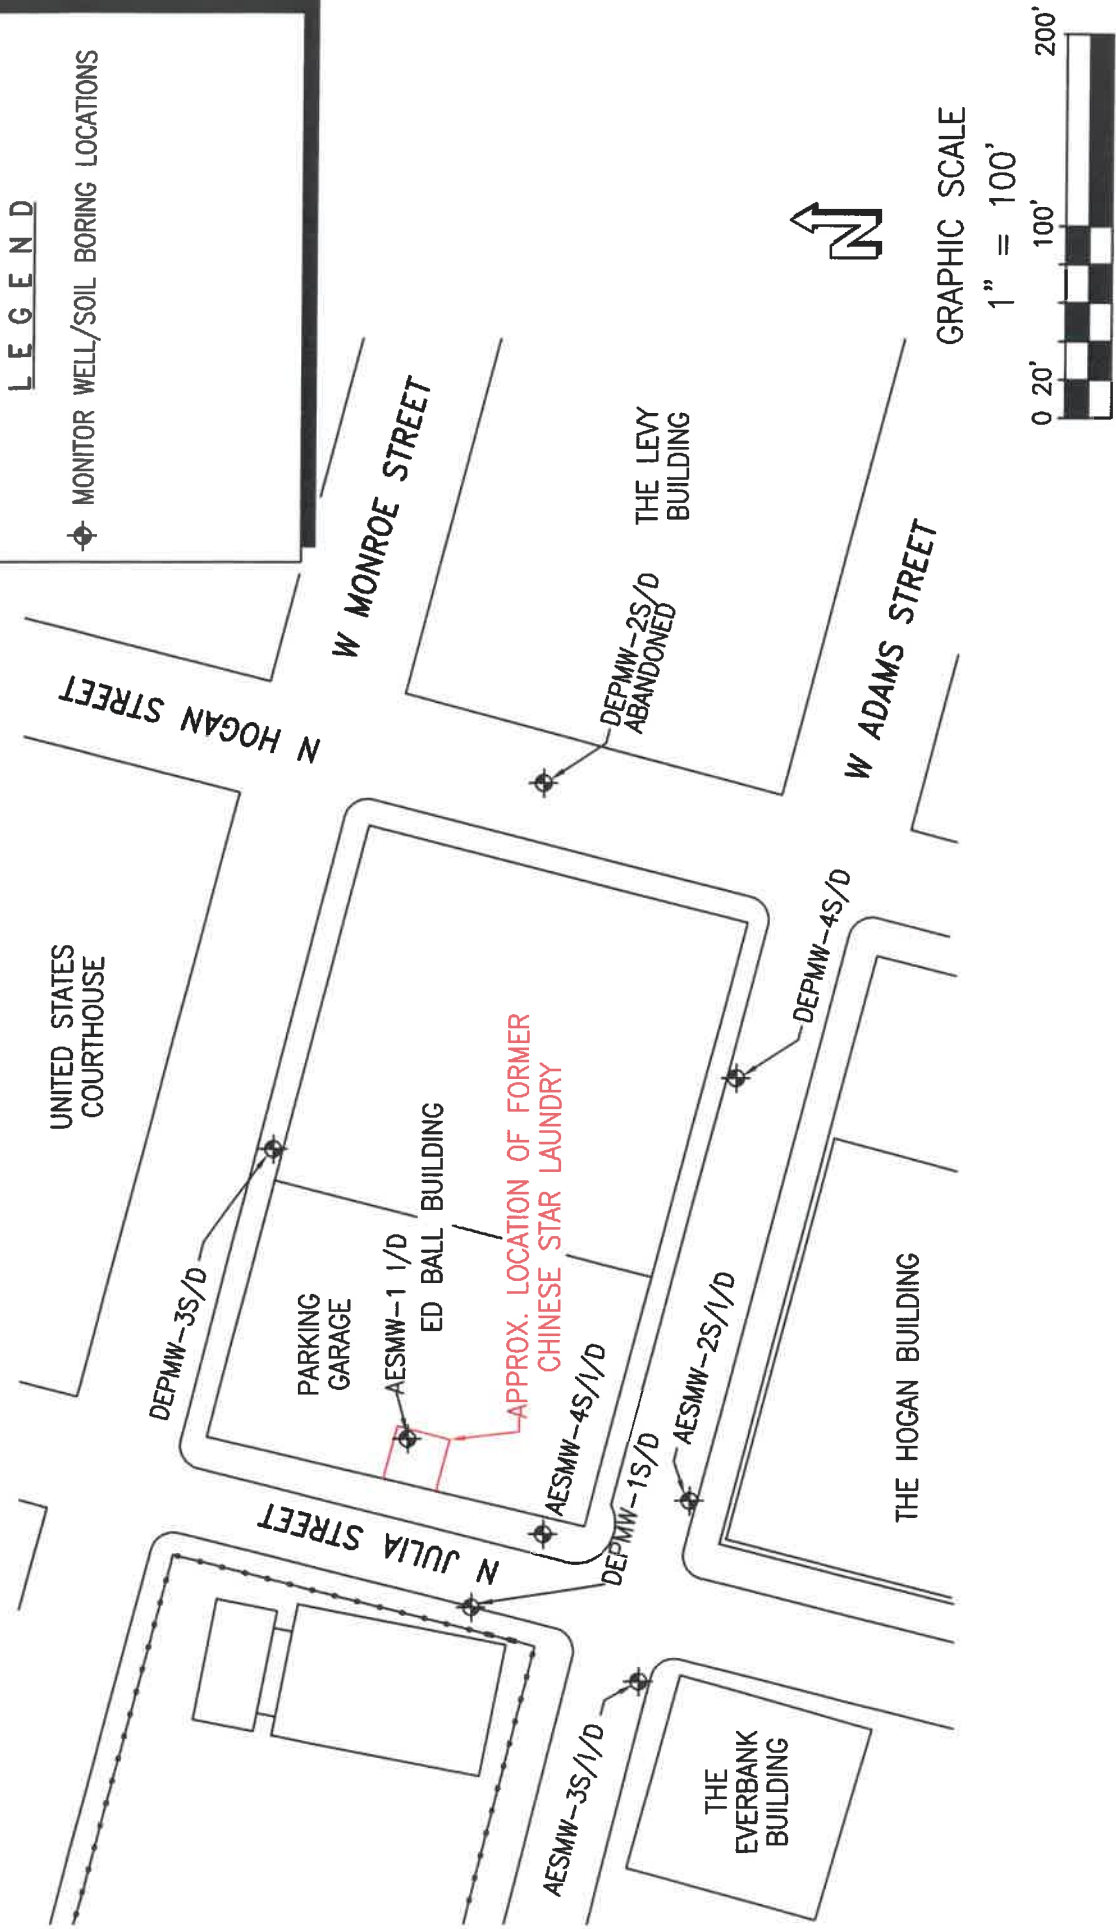 LEGEND
MONITOR WELL/SOIL BORING LOCATIONS
UNITED STATES
COURTHOUSE
N HOGAN STREET
W MONROE STREET
DEPMW-3S/D
PARKING
GARAGE
AESMW-1 I/D
ED BALL BUILDING
APPROX. LOCATION OF FORMER
CHINESE STAR LAUNDRY
N JULIA STREET
AESMW-4S/I/D
DEPMW-1S/D
DEPMW-2S/D
ABANDONED
THE LEVY
BUILDING
W ADAMS STREET
DEPMW-4S/D
AESMW-2S/I/D
AESMW-3S/I/D
THE
EVERBANK
BUILDING
THE HOGAN BUILDING
N
GRAPHIC SCALE
1" = 100'
0 20' 100' 200'